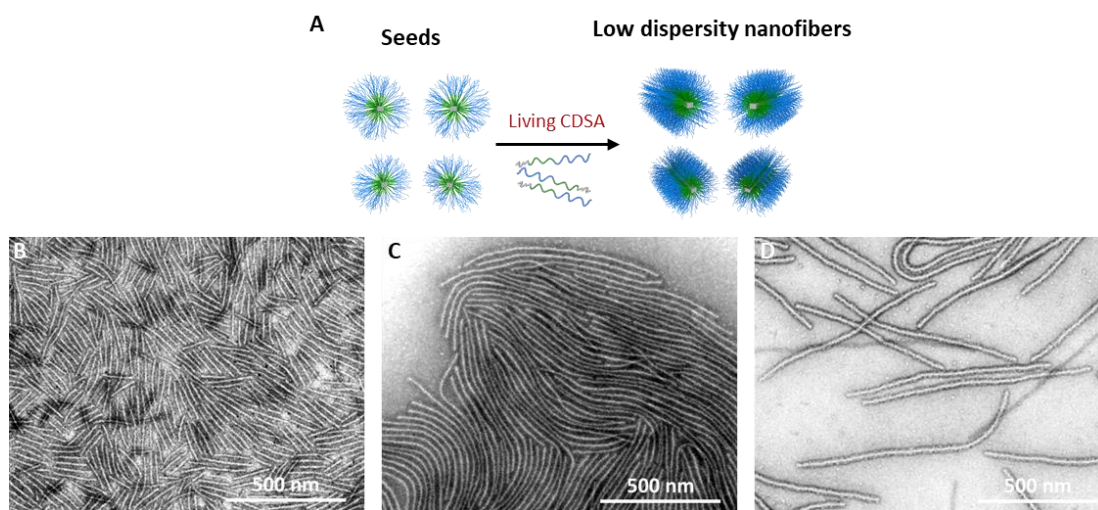 A
Seeds
Low dispersity nanofibers
Living CDSA
B
C
D
500 nm
500 nm
500 nm